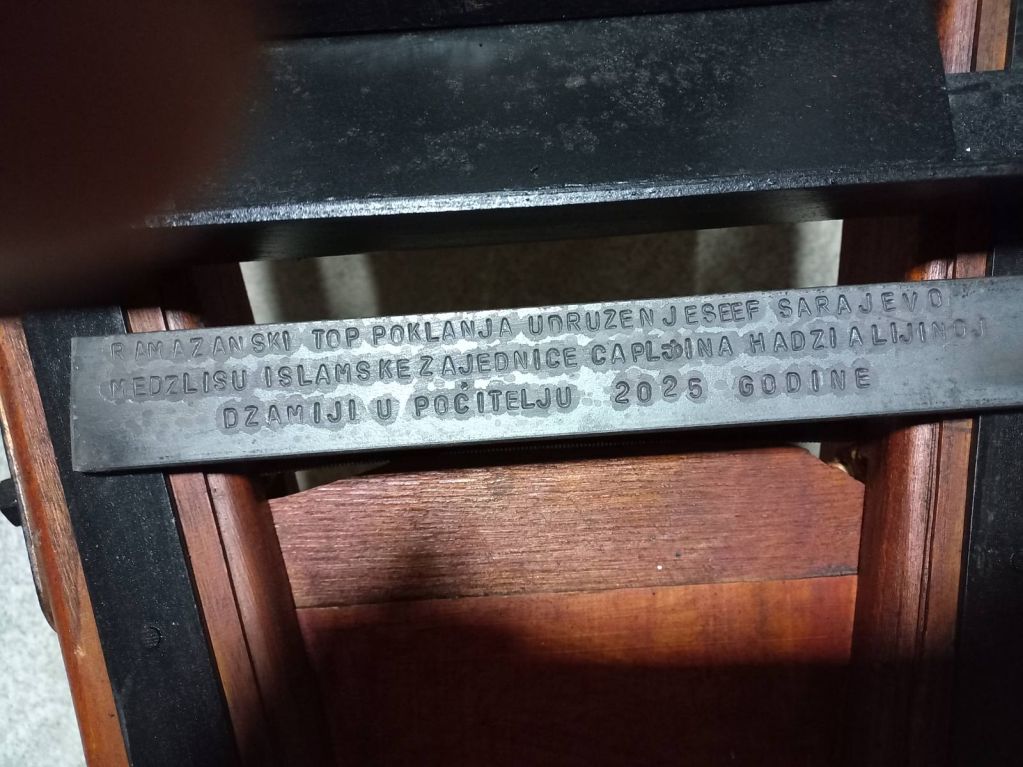 RAMAZANSKI TOP POKLANJA UDRUZENJE SEEF SARAJEVO
MEDZLISU ISLAMSKE ZAJEDNICE CAPLJINA HADZI ALIJINOJ
DZAMIJI U POČITELJU 2025 GODINE